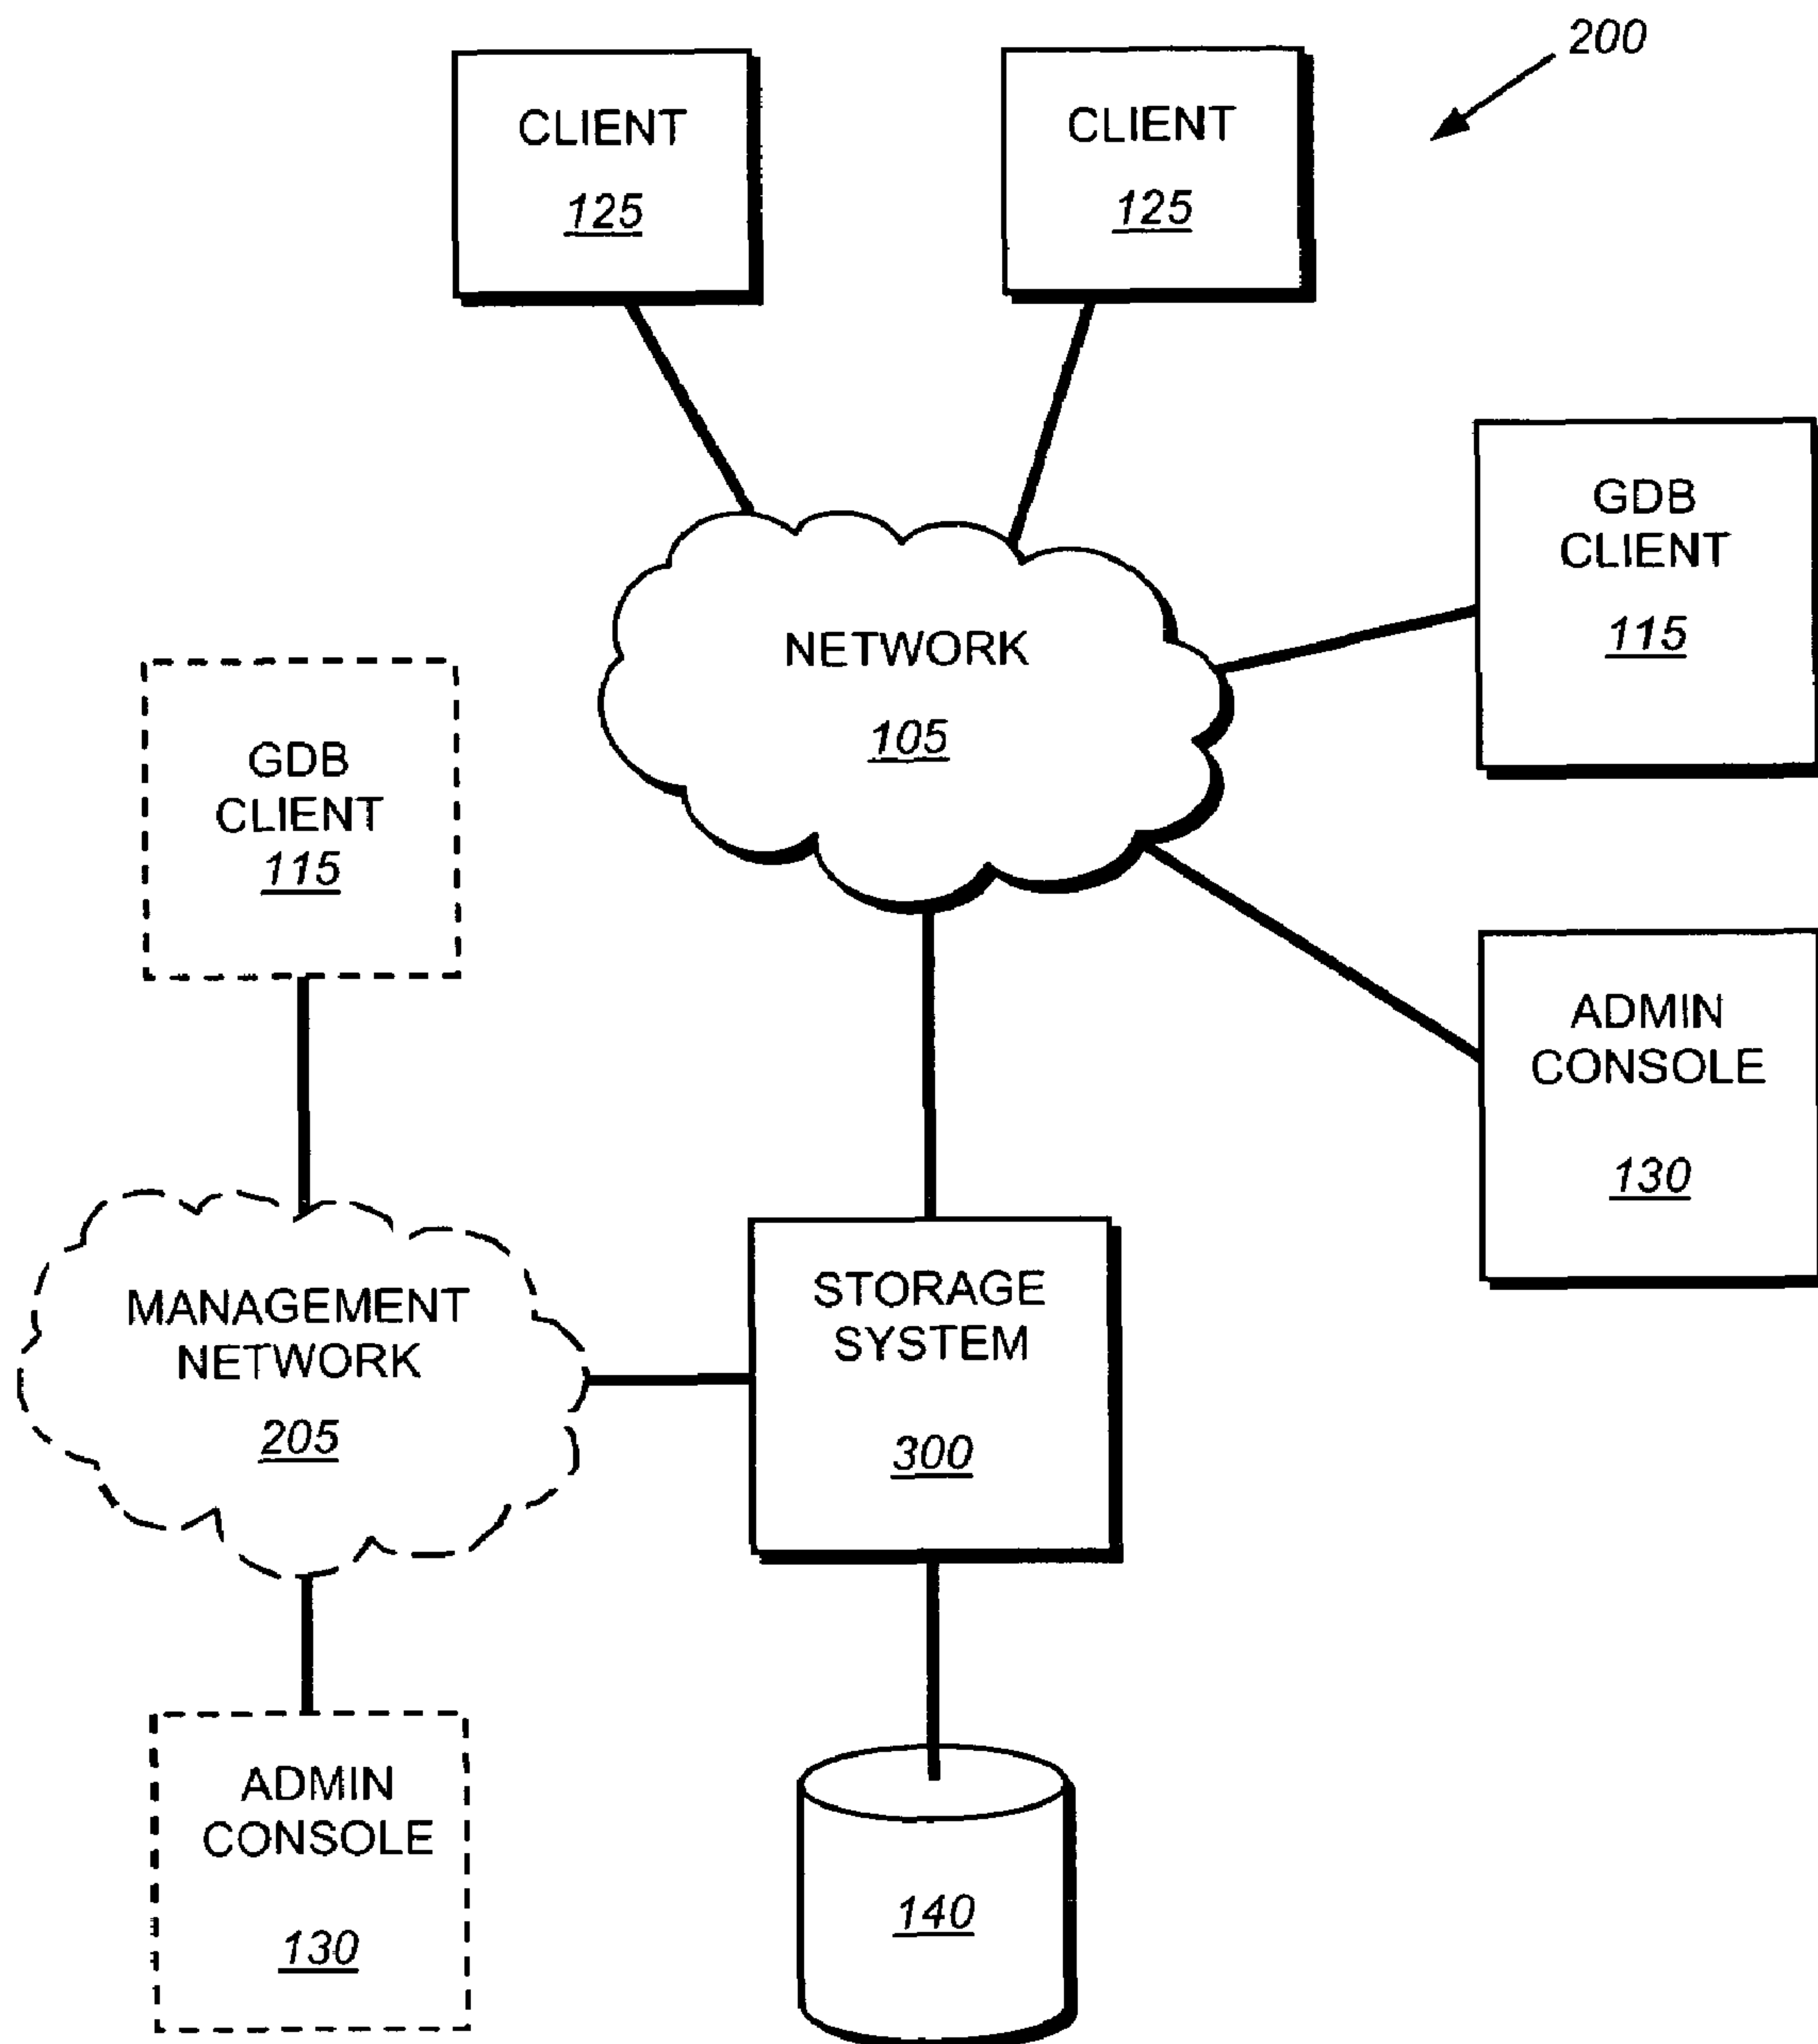 200
CLIENT
125
CLIENT
125
GDB
CLIENT
115
NETWORK
105
GDB
CLIENT
115
ADMIN
CONSOLE
130
MANAGEMENT
NETWORK
205
STORAGE
SYSTEM
300
ADMIN
CONSOLE
130
140